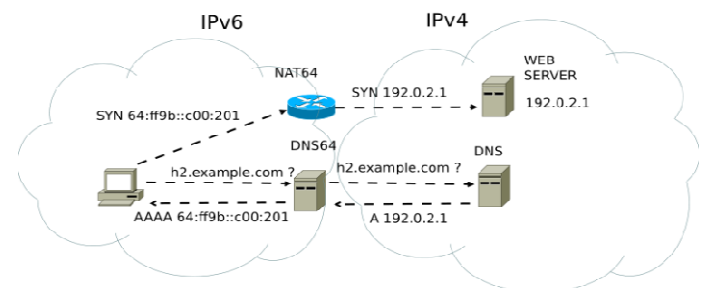 IPv6
IPv4
NAT64
WEB
SERVER
SYN 192.0.2.1
192.0.2.1
SYN 64:ff9b::c00:201
DNS64
DNS
h2.example.com ?
h2.example.com ?
AAAA 64:ff9b::c00:201
A 192.0.2.1